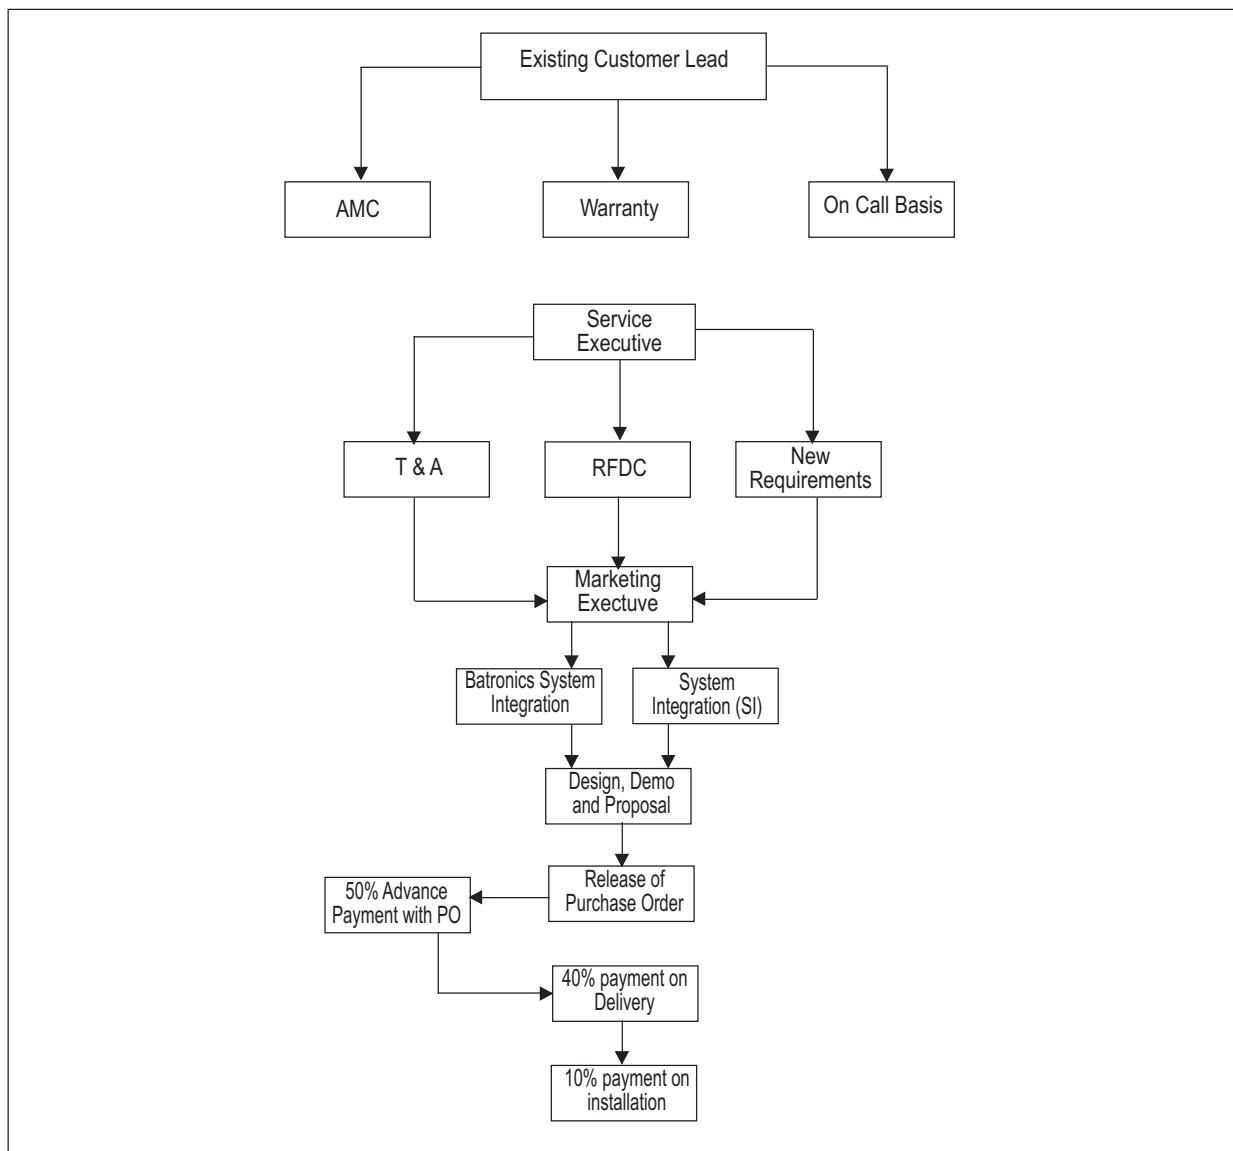 Existing Customer Lead
AMC
Warranty
On Call Basis
Service
Executive
T & A
RFDC
New
Requirements
Marketing
Exectuve
Batronics System
Integration
System
Integration (SI)
Design, Demo
and Proposal
Release of
Purchase Order
50% Advance
Payment with PO
40% payment on
Delivery
10% payment on
installation